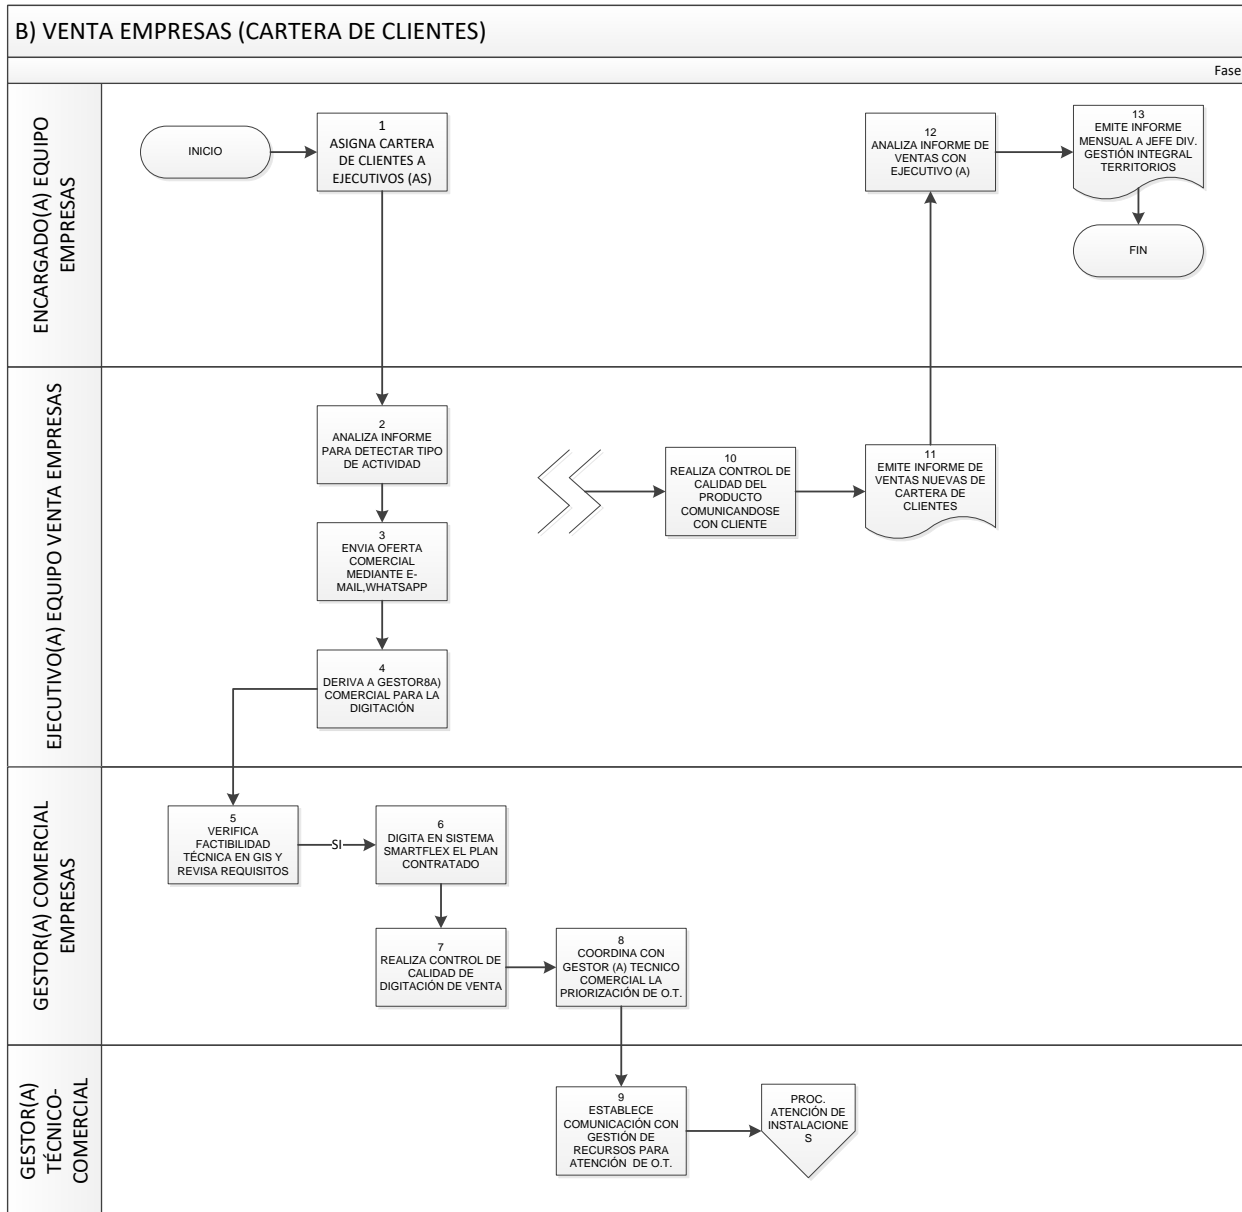 B) VENTA EMPRESAS (CARTERA DE CLIENTES)
Fase
ENCARGADO(A) EQUIPO
EMPRESAS
INICIO
1
ASIGNA CARTERA
DE CLIENTES A
EJECUTIVOS (AS)
12
ANALIZA INFORME DE
VENTAS CON
EJECUTIVO (A)
13
EMITE INFORME
MENSUAL A JEFE DIV.
GESTIÓN INTEGRAL
TERRITORIOS
FIN
EJECUTIVO(A) EQUIPO VENTA EMPRESAS
2
ANALIZA INFORME
PARA DETECTAR TIPO
DE ACTIVIDAD
3
ENVIA OFERTA
COMERCIAL
MEDIANTE E-
MAIL,WHATSAPP
4
DERIVA A GESTOR8A)
COMERCIAL PARA LA
DIGITACIÓN
10
REALIZA CONTROL DE
CALIDAD DEL
PRODUCTO
COMUNICANDOSE
CON CLIENTE
11
EMITE INFORME DE
VENTAS NUEVAS DE
CARTERA DE
CLIENTES
GESTOR(A) COMERCIAL
EMPRESAS
5
VERIFICA
FACTIBILIDAD
TÉCNICA EN GIS Y
REVISA REQUISITOS
SI
6
DIGITA EN SISTEMA
SMARTFLEX EL PLAN
CONTRATADO
7
REALIZA CONTROL DE
CALIDAD DE
DIGITACIÓN DE VENTA
8
COORDINA CON
GESTOR (A) TECNICO
COMERCIAL LA
PRIORIZACIÓN DE O.T.
GESTOR(A)
TÉCNICO-
COMERCIAL
9
ESTABLECE
COMUNICACIÓN CON
GESTIÓN DE
RECURSOS PARA
ATENCIÓN DE O.T.
PROC.
ATENCIÓN DE
INSTALACIONE
S